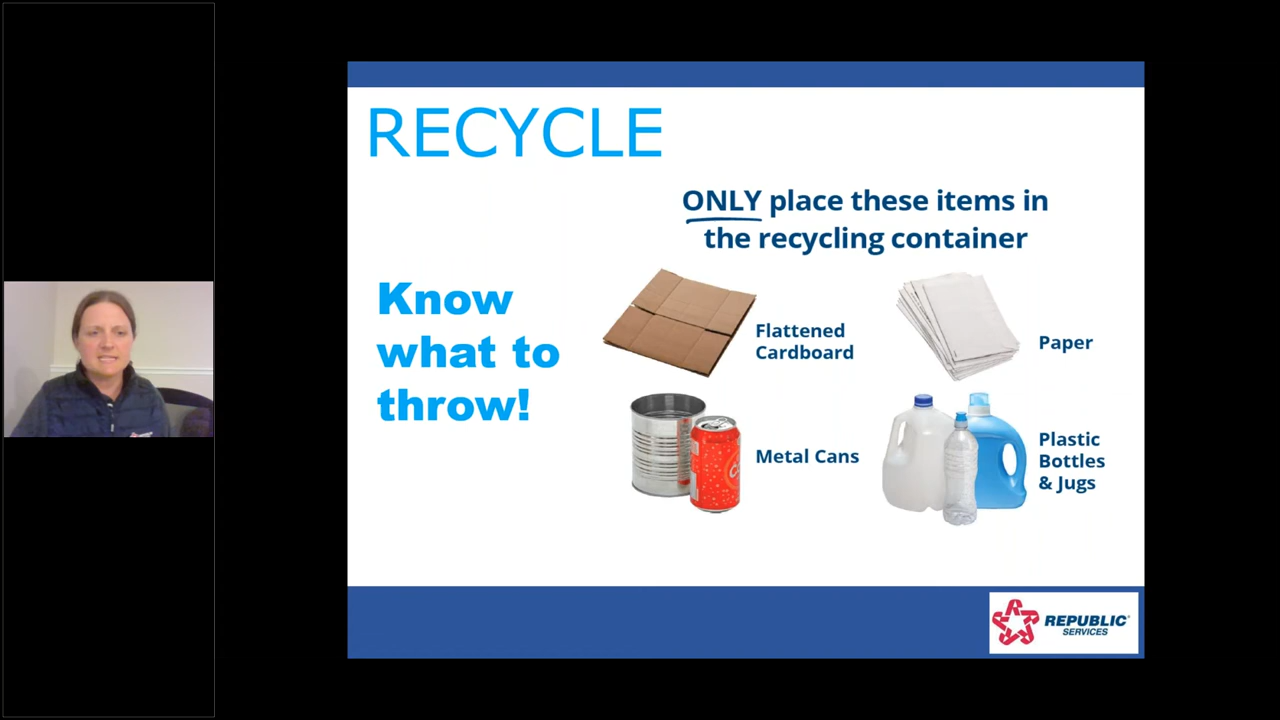 RECYCLE
ONLY place these items in
the recycling container
Know
what to
throw!
Flattened
Cardboard
Paper
Metal Cans
Plastic
Bottles
& Jugs
REPUBLIC
SERVICES